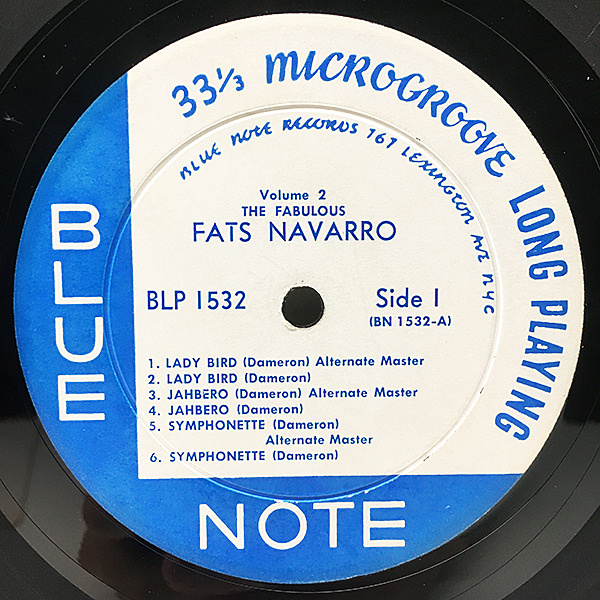 33⅓ MICROGROOVE LONG PLAYING
BLUE NOTE RECORDS 767 LEXINGTON AVE NYC
Volume 2
THE FABULOUS
FATS NAVARRO
BLP 1532
Side 1
(BN 1532-A)
1. LADY BIRD (Dameron) Alternate Master
2. LADY BIRD (Dameron)
3. JAHBERO (Dameron) Alternate Master
4. JAHBERO (Dameron)
5. SYMPHONETTE (Dameron)
Alternate Master
6. SYMPHONETTE (Dameron)
BLUE
NOTE